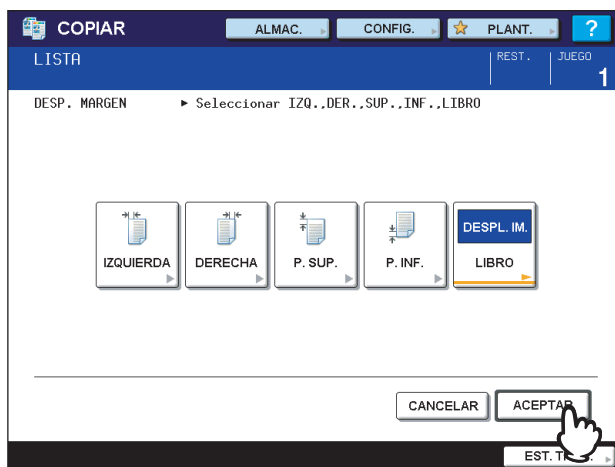 COPIAR ALMAC. CONFIG. PLANT. ?
LISTA REST. JUEGO
1
DESP. MARGEN ▶ Seleccionar IZQ.,DER.,SUP.,INF.,LIBRO
DESPL. IM.
IZQUIERDA DERECHA P. SUP. P. INF. LIBRO
CANCELAR ACEPTAR
EST.